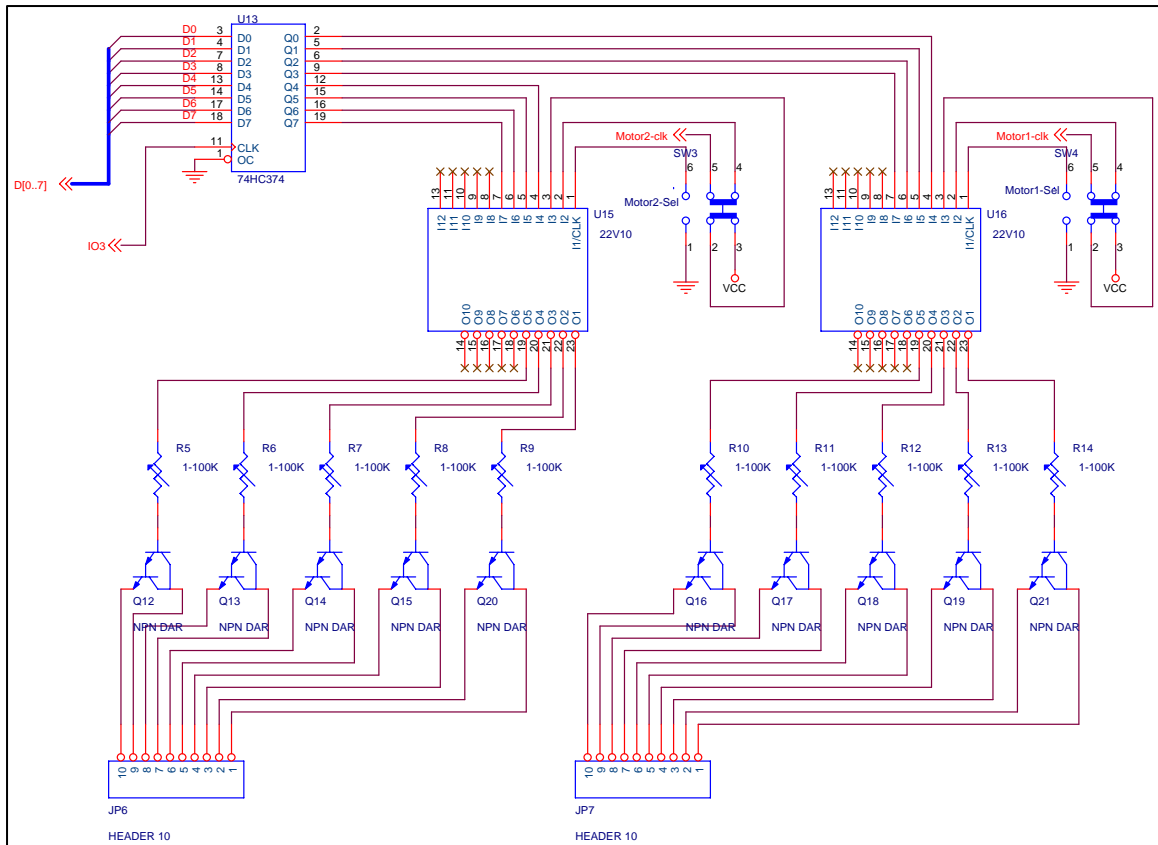 U13
D0 3 D0 Q0 2
D1 4 D1 Q1 5
D2 7 D2 Q2 6
D3 8 D3 Q3 9
D4 13 D4 Q4 12
D5 14 D5 Q5 15
D6 17 D6 Q6 16
D7 18 D7 Q7 19
11 CLK
1 OC
74HC374
D[0..7]
IO3
Motor2-clk
SW3
6 5 4
Motor2-Sel
1 2 3
VCC
Motor1-clk
SW4
6 5 4
Motor1-Sel
1 2 3
VCC
13 11 10 9 8 7 6 5 4 3 2 1
I12 I11 I10 I9 I8 I7 I6 I5 I4 I3 I2 I1/CLK
U15
22V10
O10 O9 O8 O7 O6 O5 O4 O3 O2 O1
14 15 16 17 18 19 20 21 22 23
13 11 10 9 8 7 6 5 4 3 2 1
I12 I11 I10 I9 I8 I7 I6 I5 I4 I3 I2 I1/CLK
U16
22V10
O10 O9 O8 O7 O6 O5 O4 O3 O2 O1
14 15 16 17 18 19 20 21 22 23
R5 R6 R7 R8 R9 R10 R11 R12 R13 R14
1-100K 1-100K 1-100K 1-100K 1-100K 1-100K 1-100K 1-100K 1-100K 1-100K
Q12 Q13 Q14 Q15 Q20 Q16 Q17 Q18 Q19 Q21
NPN DAR NPN DAR NPN DAR NPN DAR NPN DAR NPN DAR NPN DAR NPN DAR NPN DAR NPN DAR
10 9 8 7 6 5 4 3 2 1
JP6
HEADER 10
10 9 8 7 6 5 4 3 2 1
JP7
HEADER 10